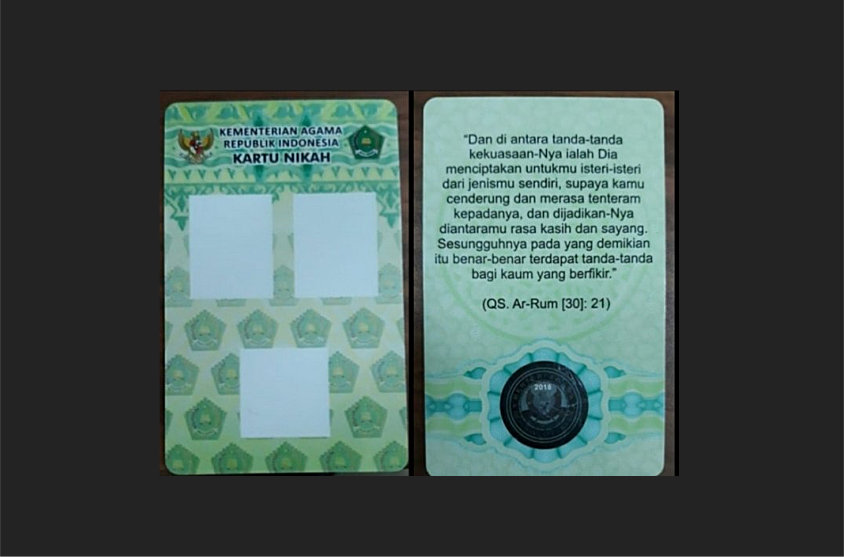 KEMENTERIAN AGAMA
REPUBLIK INDONESIA
KARTU NIKAH
“Dan di antara tanda-tanda
kekuasaan-Nya ialah Dia
menciptakan untukmu isteri-isteri
dari jenismu sendiri, supaya kamu
cenderung dan merasa tenteram
kepadanya, dan dijadikan-Nya
diantaramu rasa kasih dan sayang.
Sesungguhnya pada yang demikian
itu benar-benar terdapat tanda-tanda
bagi kaum yang berfikir.”
(QS. Ar-Rum [30]: 21)
2018